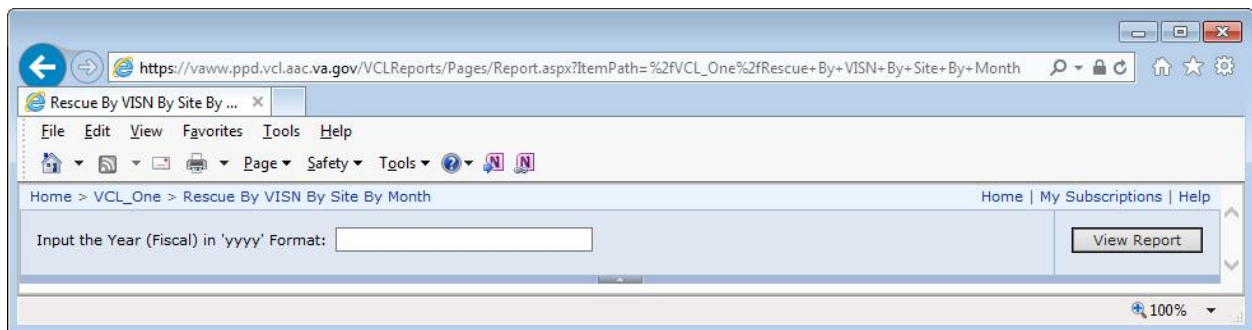 https://vaww.ppd.vcl.aac.va.gov/VCLReports/Pages/Report.aspx?ItemPath=%2fVCL_One%2fRescue+By+VISN+By+Site+By+Month
Rescue By VISN By Site By ...
File Edit View Favorites Tools Help
Page Safety Tools
Home > VCL_One > Rescue By VISN By Site By Month Home | My Subscriptions | Help
Input the Year (Fiscal) in 'yyyy' Format: View Report
100%